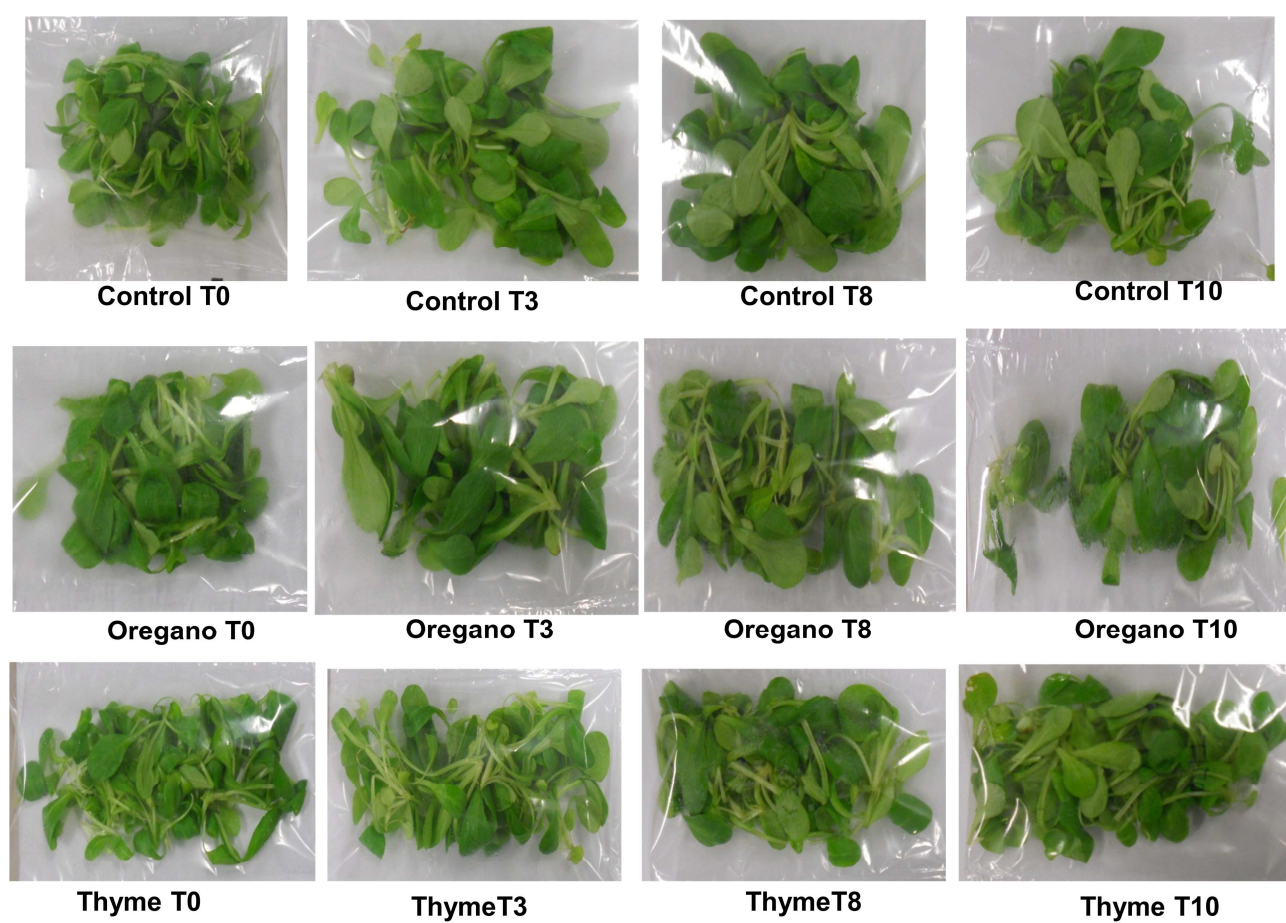 Control T0
Control T3
Control T8
Control T10
Oregano T0
Oregano T3
Oregano T8
Oregano T10
Thyme T0
ThymeT3
ThymeT8
Thyme T10